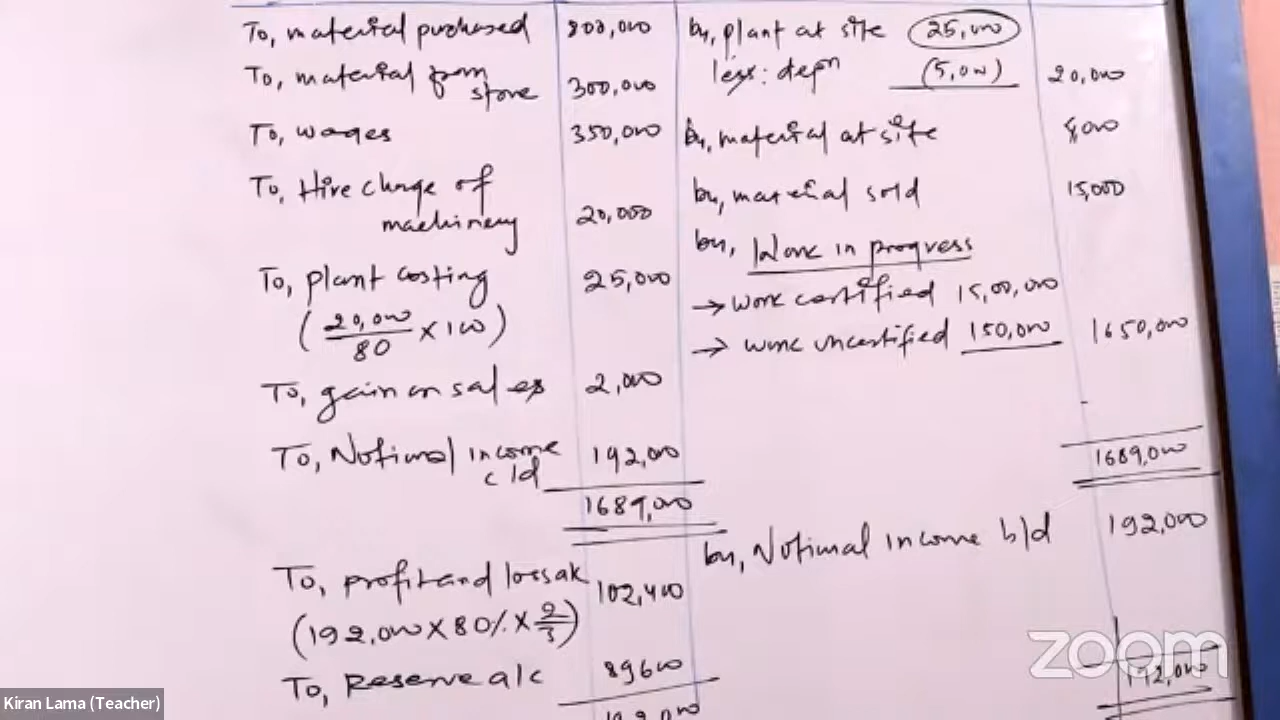 To, material purchased 800,000 by, plant at site 25,000
To, material from store 300,000 less: depn (5,000) 20,000
To, wages 350,000 by, material at site 4,000
To, Hire charge of machinery 20,000 by, material sold 15,000
by, Work in progress
To, plant costing 25,000 → work certified 15,00,000
(20,000/80 × 100) → work uncertified 150,000 1650,000
To, gain on sales 2,000
To, Notional income c/d 192,000 1689,000
1689,000
by, Notional income b/d 192,000
To, profit and loss a/c 102,400
(192,000 × 80% × 2/3)
To, Reserve a/c 89600 192,000
zoom
Kiran Lama (Teacher)